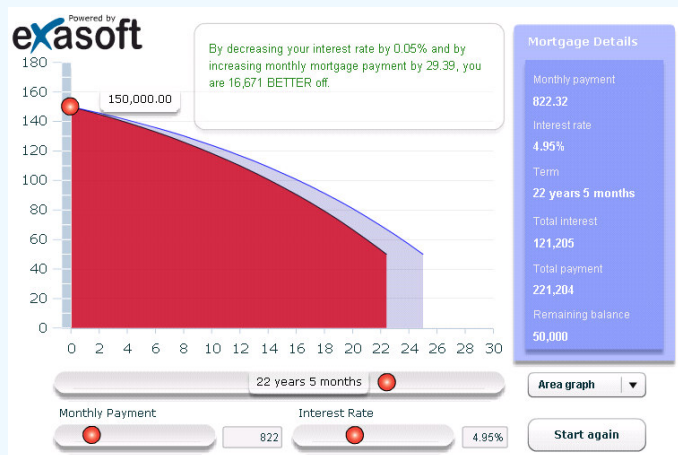 Powered by
exasoft
By decreasing your interest rate by 0.05% and by
increasing monthly mortgage payment by 29.39, you
are 16,671 BETTER off.
180
160
140
120
100
80
60
40
20
0
150,000.00
0 2 4 6 8 10 12 14 16 18 20 22 24 26 28 30
22 years 5 months
Monthly Payment
822
Interest Rate
4.95%
Mortgage Details
Monthly payment
822.32
Interest rate
4.95%
Term
22 years 5 months
Total interest
121,205
Total payment
221,204
Remaining balance
50,000
Area graph
Start again